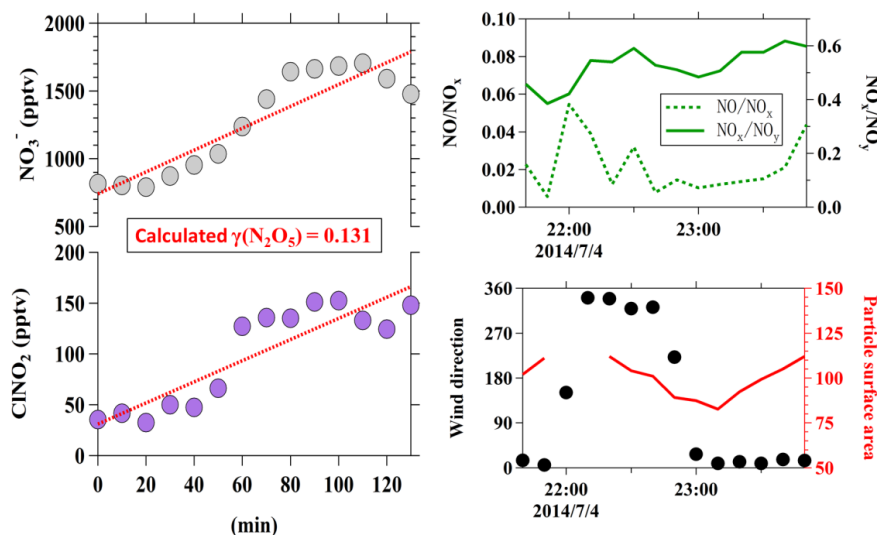 2000
1500
1000
500
NO₃⁻ (pptv)
Calculated γ(N₂O₅) = 0.131
200
150
100
50
0
ClNO₂ (pptv)
0 20 40 60 80 100 120
(min)
0.10
0.08
0.06
0.04
0.02
0.00
NO/NOₓ
0.6
0.4
0.2
0.0
NOₓ/NOᵧ
NO/NOₓ
NOₓ/NOᵧ
22:00 23:00
2014/7/4
360
270
180
90
0
Wind direction
150
125
100
75
50
Particle surface
area
22:00 23:00
2014/7/4